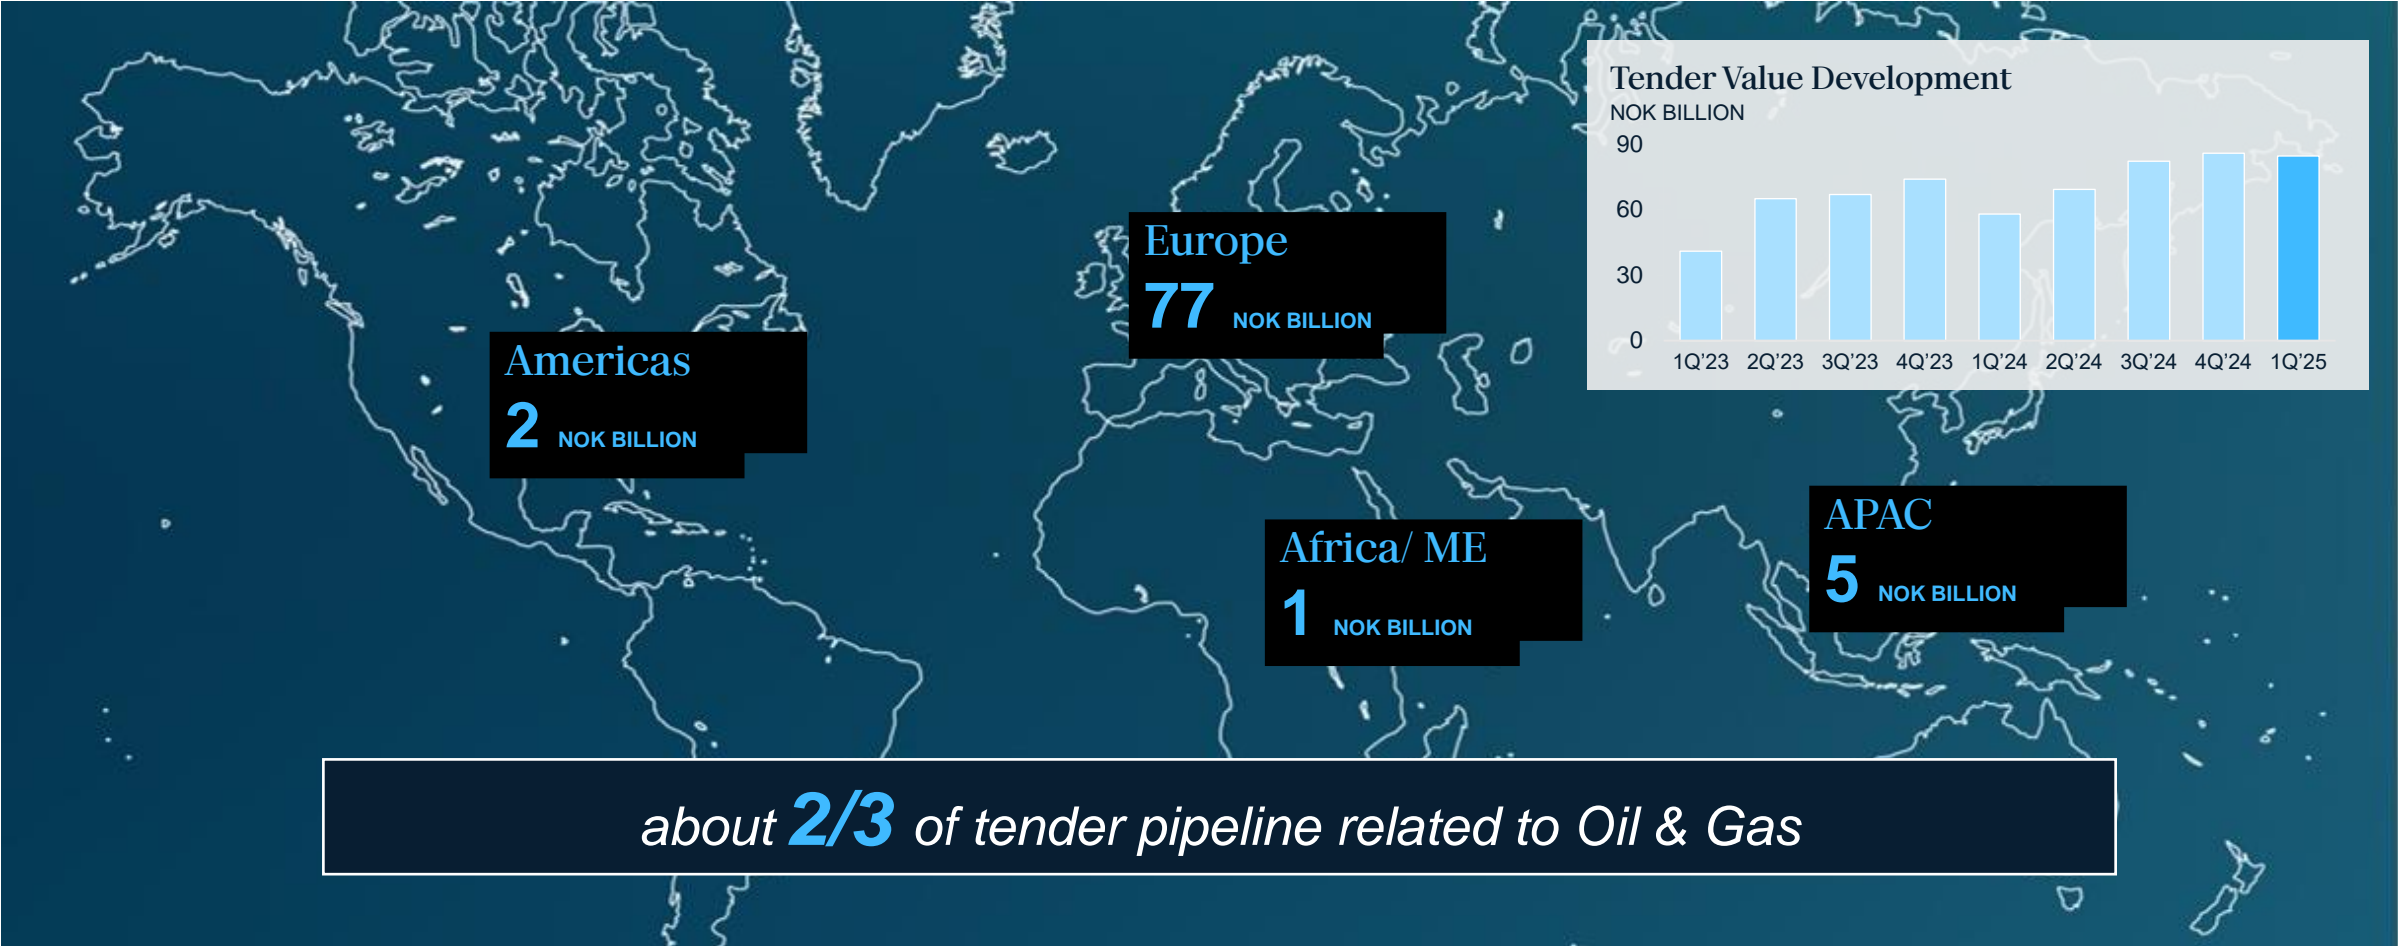 Tender Value Development
NOK BILLION
90
60
30
0
1Q’23 2Q’23 3Q’23 4Q’23 1Q’24 2Q’24 3Q’24 4Q’24 1Q’25
Europe
77 NOK BILLION
Americas
2 NOK BILLION
Africa/ ME
1 NOK BILLION
APAC
5 NOK BILLION
about 2/3 of tender pipeline related to Oil & Gas